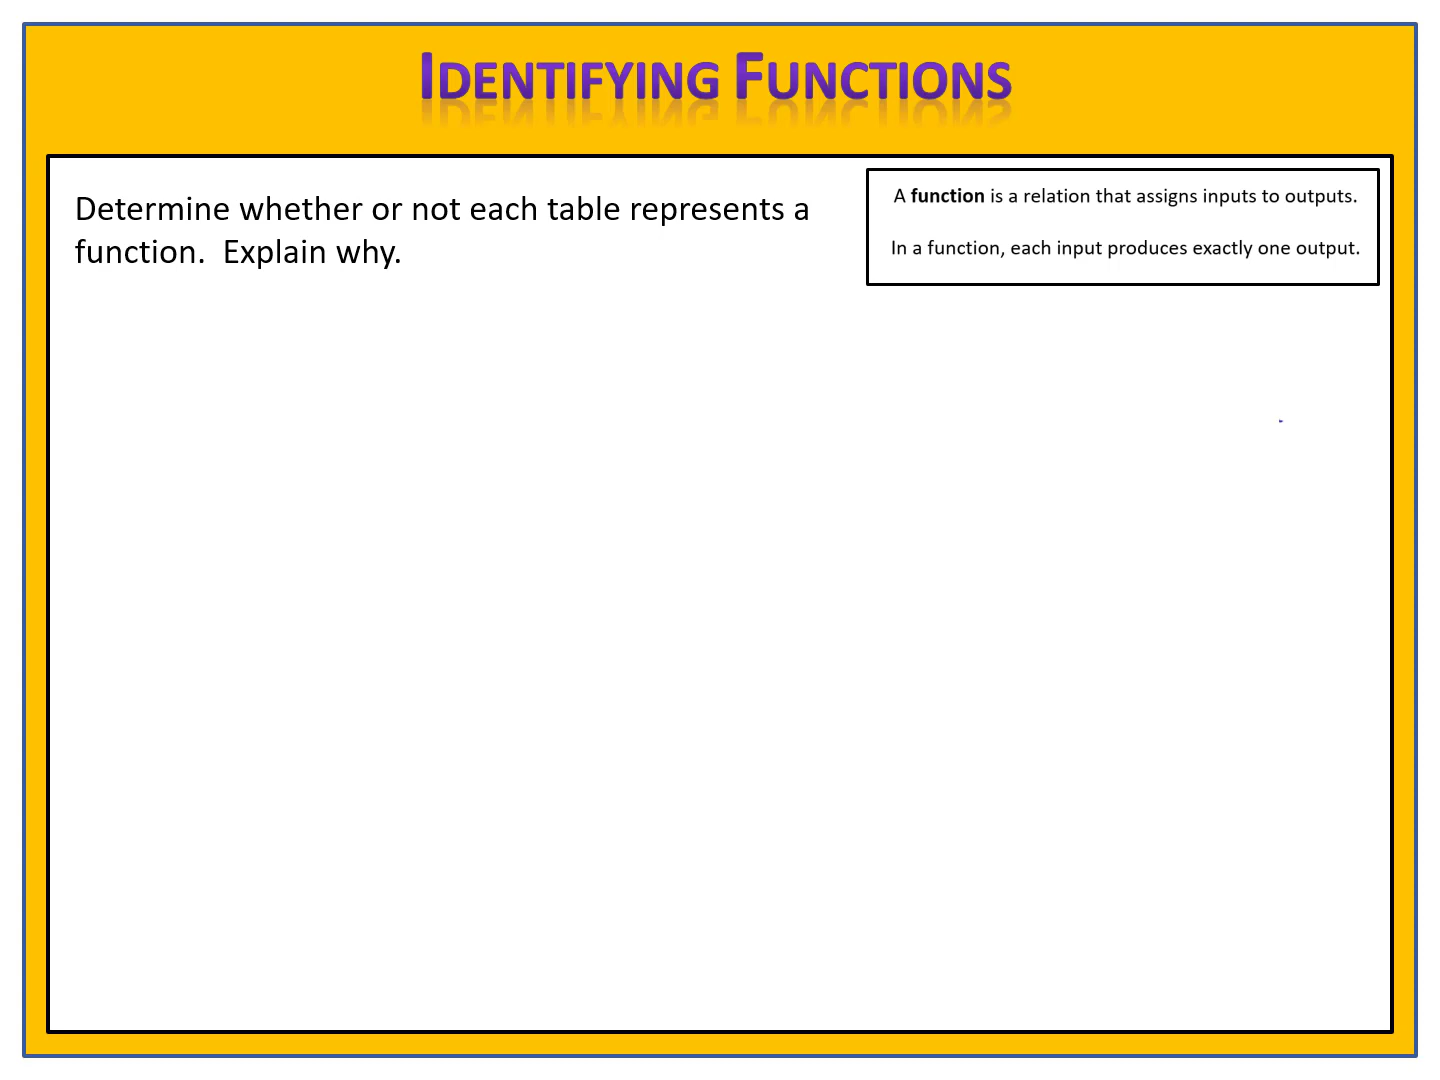 IDENTIFYING FUNCTIONS
Determine whether or not each table represents a
function.  Explain why.
A function is a relation that assigns inputs to outputs.
In a function, each input produces exactly one output.